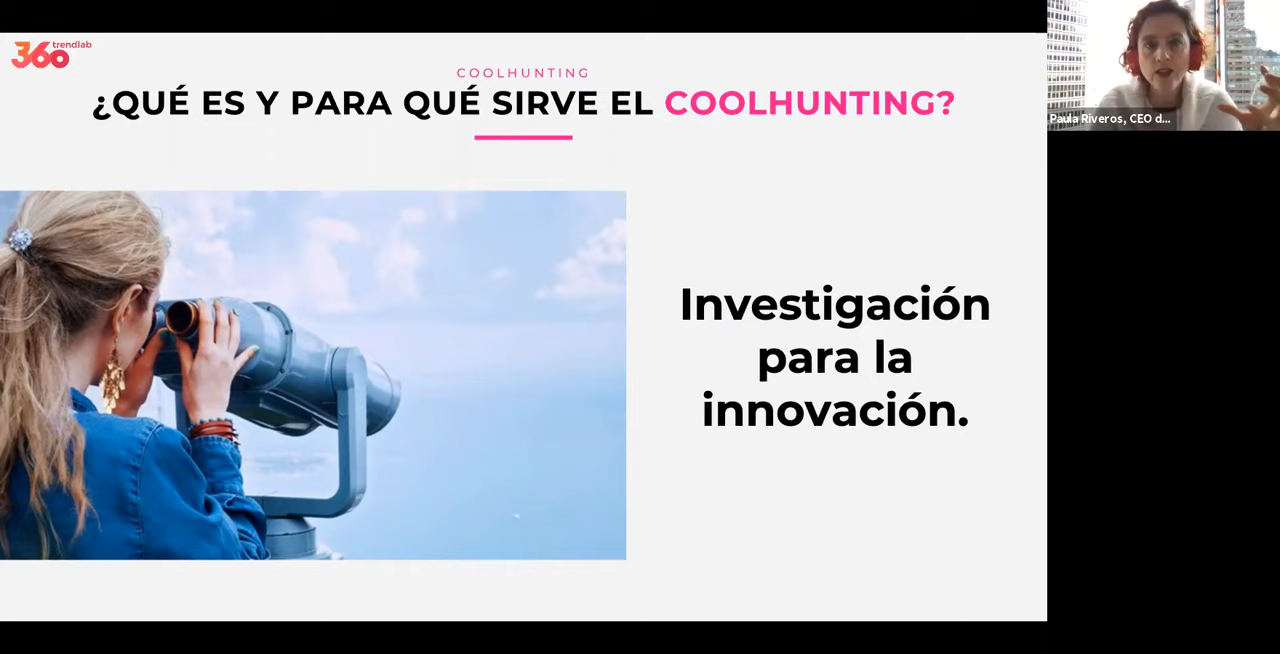 360 trendlab
COOLHUNTING
¿QUÉ ES Y PARA QUÉ SIRVE EL COOLHUNTING?
Paula Riveros, CEO d...
Investigación
para la
innovación.